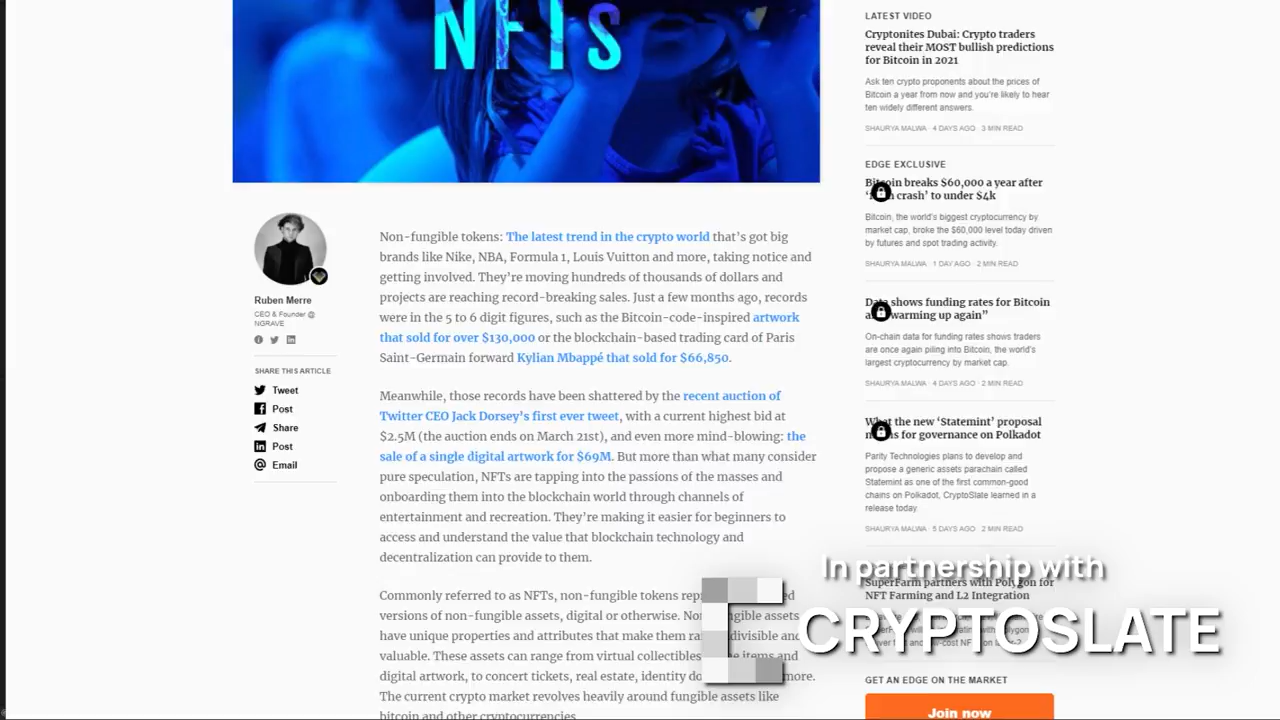 NFTS
Ruben Merre
CEO & Founder @
NGRAVE
SHARE THIS ARTICLE
Tweet
Post
Share
Post
Email
Non-fungible tokens: The latest trend in the crypto world that's got big
brands like Nike, NBA, Formula 1, Louis Vuitton and more, taking notice and
getting involved. They're moving hundreds of thousands of dollars and
projects are reaching record-breaking sales. Just a few months ago, records
were in the 5 to 6 digit figures, such as the Bitcoin-code-inspired artwork
that sold for over $130,000 or the blockchain-based trading card of Paris
Saint-Germain forward Kylian Mbappé that sold for $66,850.
Meanwhile, those records have been shattered by the recent auction of
Twitter CEO Jack Dorsey's first ever tweet, with a current highest bid at
$2.5M (the auction ends on March 21st), and even more mind-blowing: the
sale of a single digital artwork for $69M. But more than what many consider
pure speculation, NFTs are tapping into the passions of the masses and
onboarding them into the blockchain world through channels of
entertainment and recreation. They're making it easier for beginners to
access and understand the value that blockchain technology and
decentralization can provide to them.
Commonly referred to as NFTs, non-fungible tokens
versions of non-fungible assets, digital or otherwise. assets
have unique properties and attributes that make them and
valuable. These assets can range from virtual collectibles items and
digital artwork, to concert tickets, real estate, identity more.
The current crypto market revolves heavily around fungible assets like
bitcoin and other cryptocurrencies.
LATEST VIDEO
Cryptonites Dubai: Crypto traders
reveal their MOST bullish predictions
for Bitcoin in 2021
Ask ten crypto proponents about the prices of
Bitcoin a year from now and you're likely to hear
ten widely different answers.
SHAURYA MALWA · 4 DAYS AGO · 3 MIN READ
EDGE EXCLUSIVE
Bitcoin breaks $60,000 a year after
crash' to under $4k
Bitcoin, the world's biggest cryptocurrency by
market cap, broke the $60,000 level today driven
by futures and spot trading activity.
SHAURYA MALWA · 1 DAY AGO · 2 MIN READ
Data shows funding rates for Bitcoin
"warming up again"
On-chain data for funding rates shows traders
are once again piling into Bitcoin, the world's
largest cryptocurrency by market cap.
SHAURYA MALWA · 4 DAYS AGO · 2 MIN READ
What the new 'Statemint' proposal
means for governance on Polkadot
Parity Technologies plans to develop and
propose a generic assets parachain called
Statemint as one of the first common-good
chains on Polkadot, CryptoSlate learned in a
release today.
SHAURYA MALWA · 5 DAYS AGO · 2 MIN READ
In partnership with
SuperFarm partners with Polygon for
NFT Farming and L2 Integration
CRYPTOSLATE
GET AN EDGE ON THE MARKET
Join now